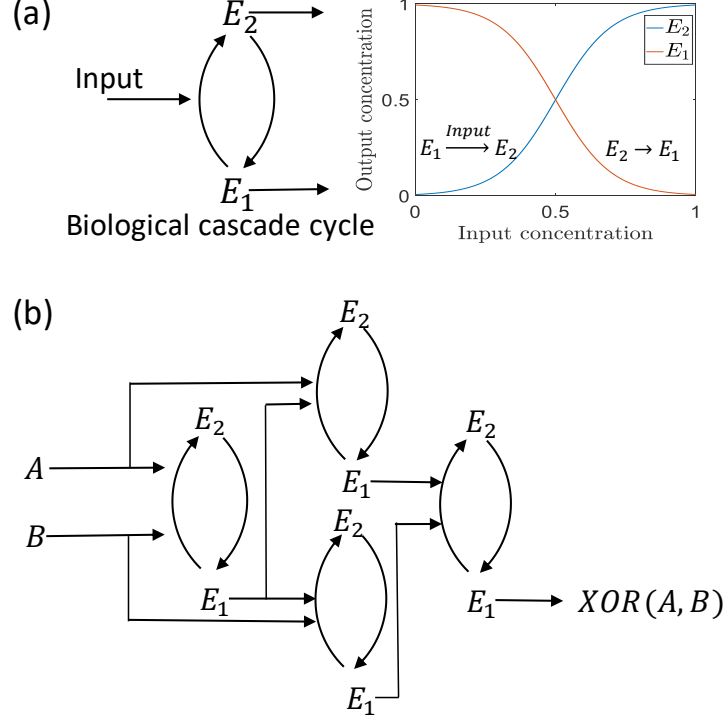 (a)
E₂
Input
E₁
Biological cascade cycle
Output concentration
1
0.5
0
E₂
E₁
E₁ Input→ E₂
E₂ → E₁
0
0.5
1
Input concentration
(b)
E₂
E₂
E₂
A
E₁
E₂
B
E₁
E₁ XOR(A, B)
E₁